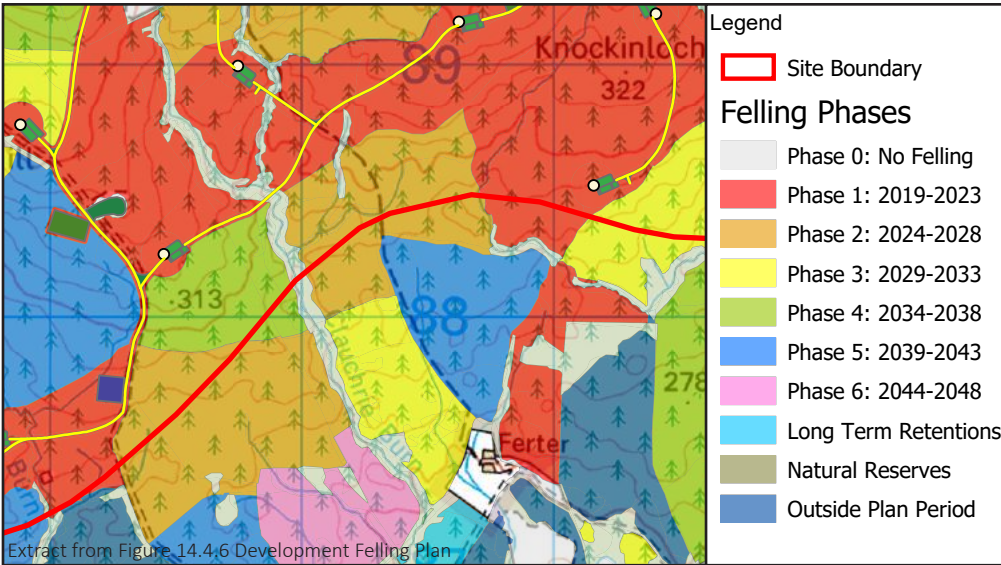 89
Knockinloch
322
313
88
278
Ferter
Burn
Extract from Figure 14.4.6 Development Felling Plan
Legend
Site Boundary
Felling Phases
Phase 0: No Felling
Phase 1: 2019-2023
Phase 2: 2024-2028
Phase 3: 2029-2033
Phase 4: 2034-2038
Phase 5: 2039-2043
Phase 6: 2044-2048
Long Term Retentions
Natural Reserves
Outside Plan Period